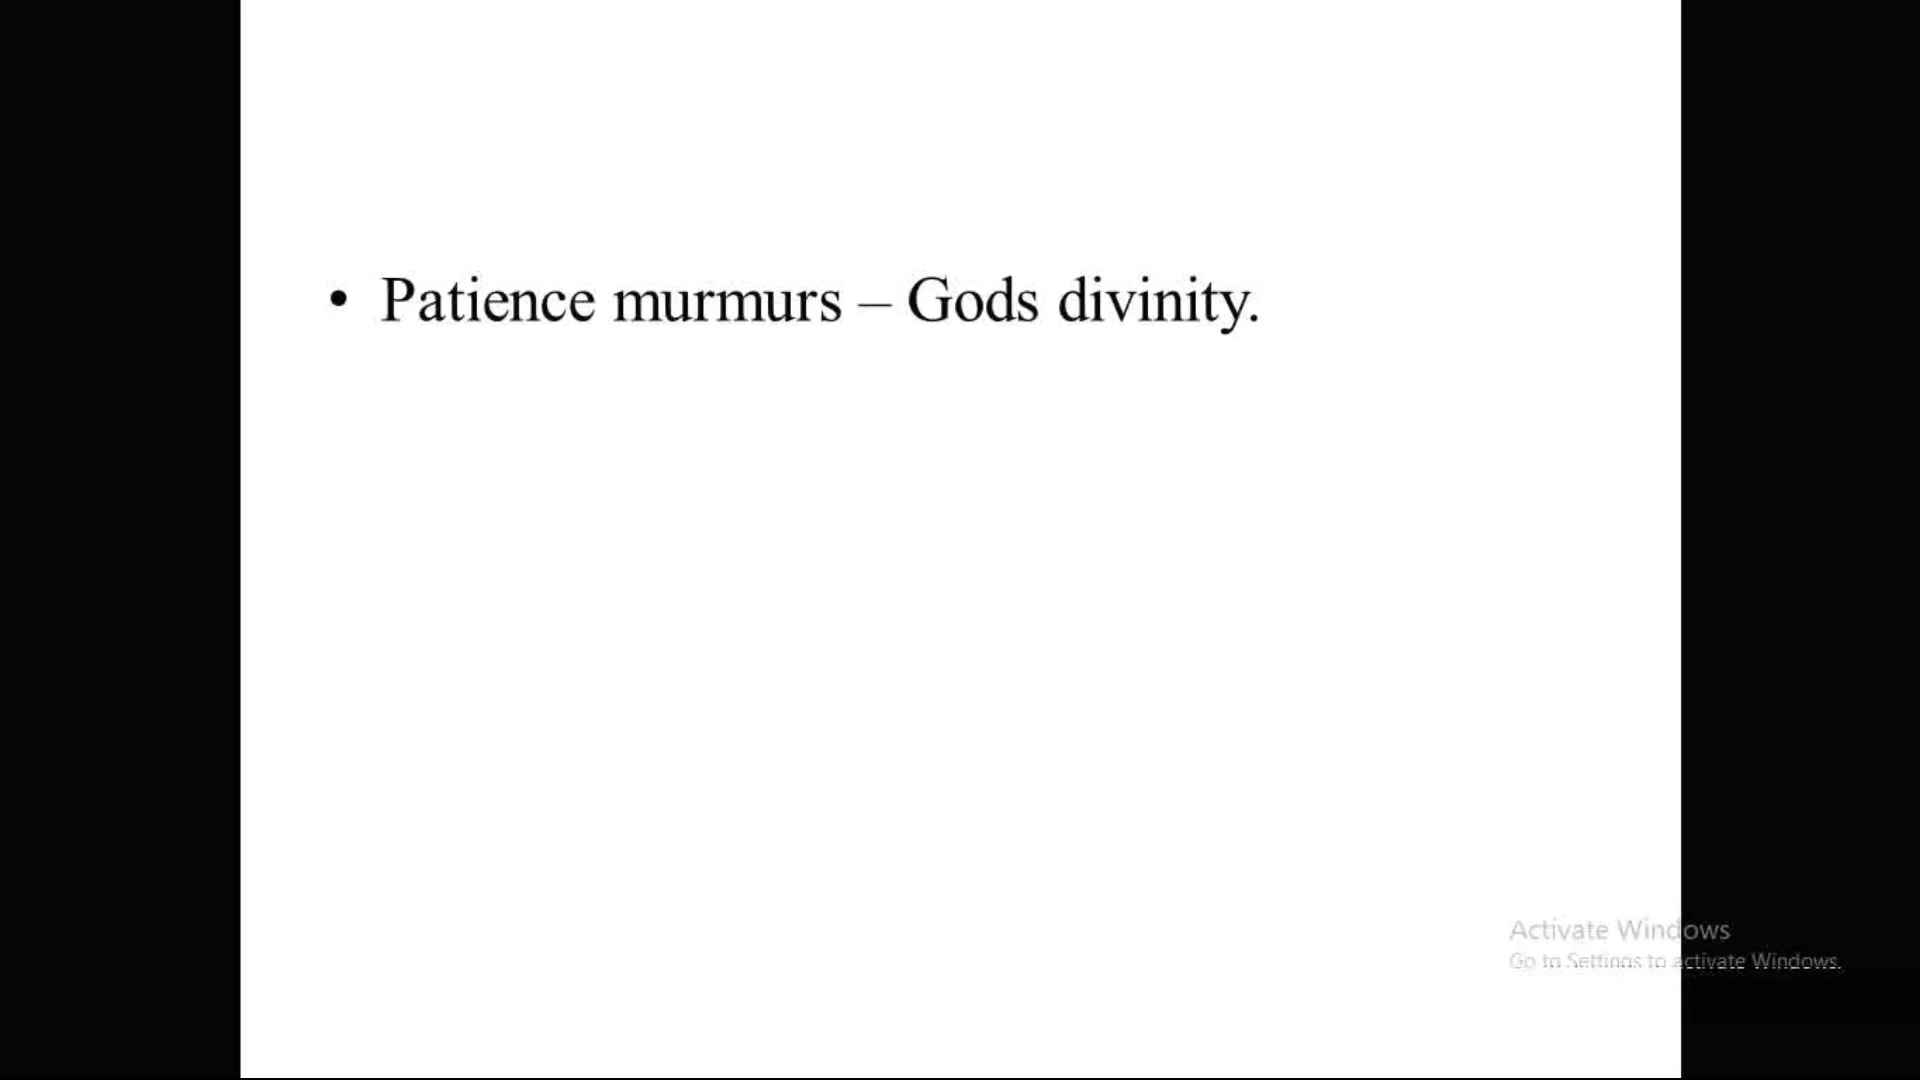 • Patience murmurs – Gods divinity.
Activate Windows
Go to Settings to activate Windows.